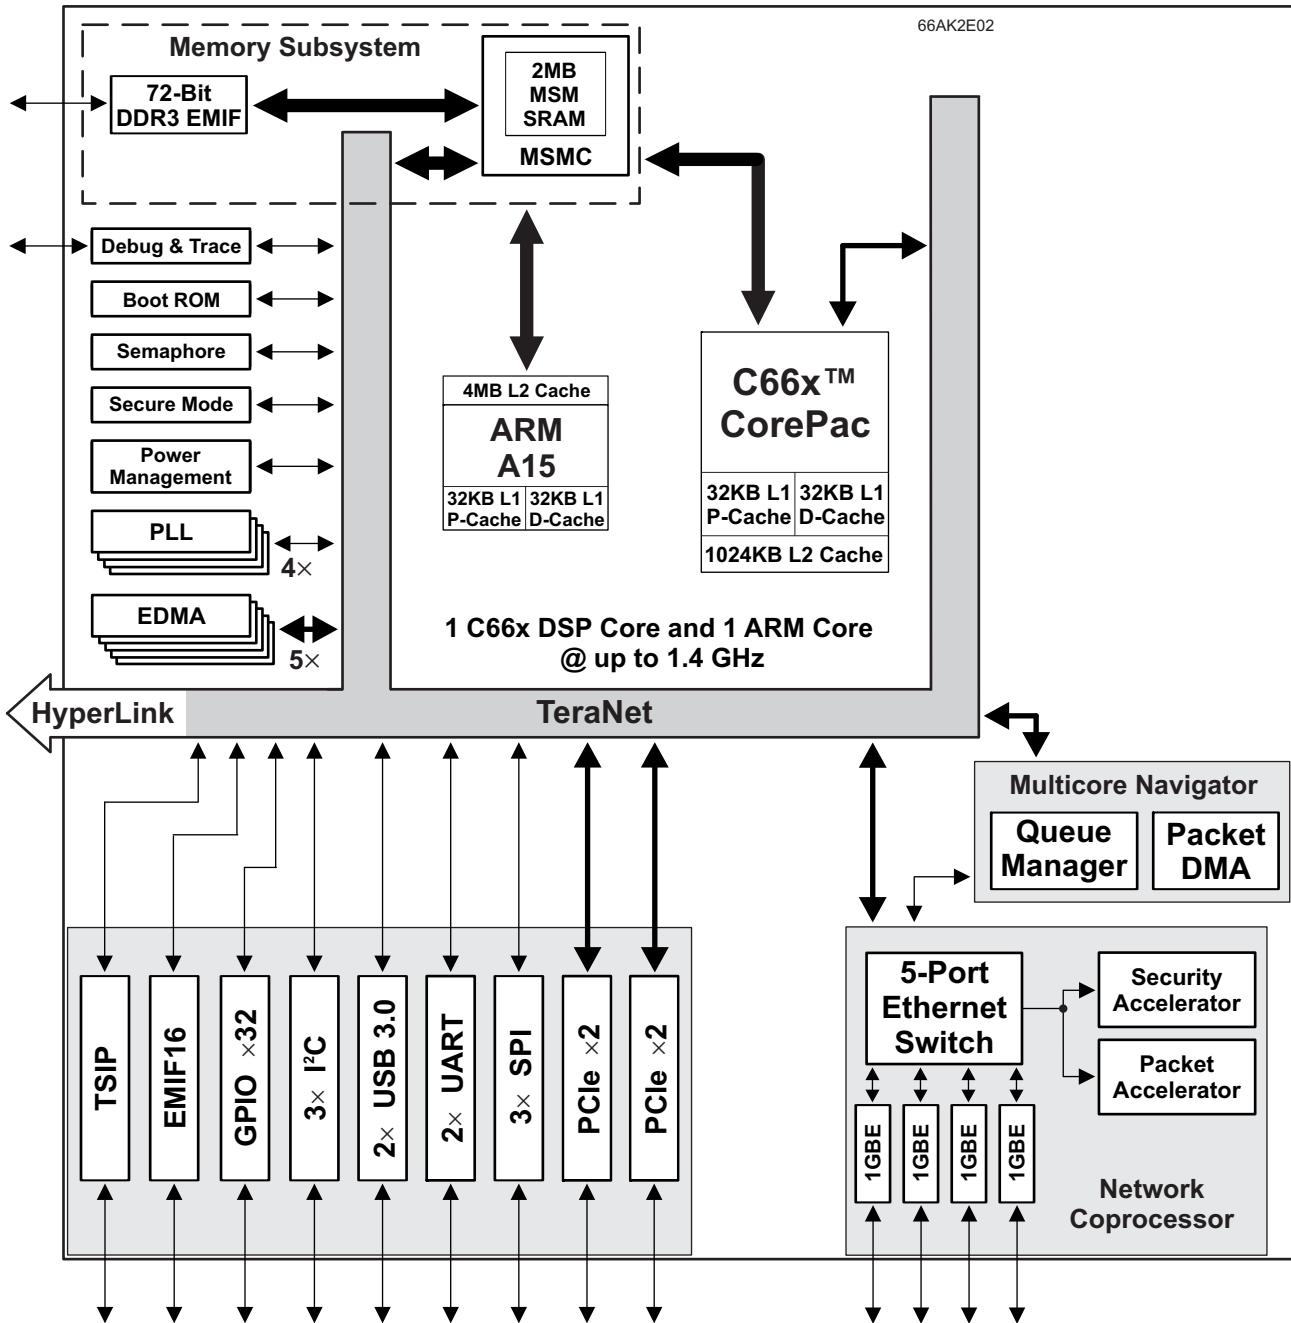 66AK2E02
Memory Subsystem
72-Bit
DDR3 EMIF
2MB
MSM
SRAM
MSMC
Debug & Trace
Boot ROM
Semaphore
Secure Mode
Power
Management
PLL
4×
EDMA
5×
4MB L2 Cache
ARM
A15
32KB L1
P-Cache
32KB L1
D-Cache
C66x™
CorePac
32KB L1
P-Cache
32KB L1
D-Cache
1024KB L2 Cache
1 C66x DSP Core and 1 ARM Core
@ up to 1.4 GHz
HyperLink
TeraNet
Multicore Navigator
Queue
Manager
Packet
DMA
TSIP
EMIF16
GPIO ×32
3× I²C
2× USB 3.0
2× UART
3× SPI
PCIe ×2
PCIe ×2
5-Port
Ethernet
Switch
Security
Accelerator
Packet
Accelerator
1GBE
1GBE
1GBE
1GBE
Network
Coprocessor